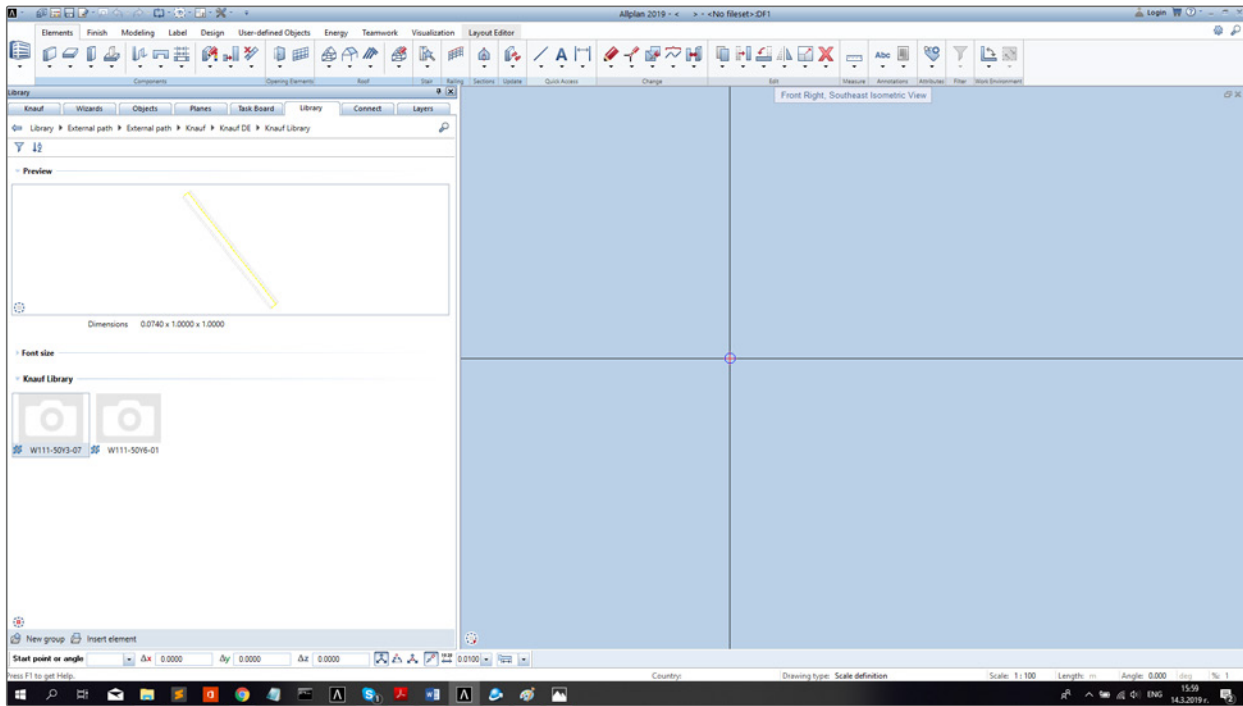 Allplan 2019 - < > - <No fileset>:DF1
Login
Elements Finish Modeling Label Design User-defined Objects Energy Teamwork Visualization Layout Editor
Components Opening Elements Roof Stair Railing Sections Update Quick Access Change Edit Measure Annotations Attributes Filter Work Environment
Abc
Library
Knauf Wizards Objects Planes Task Board Library Connect Layers
Library External path External path Knauf Knauf DE Knauf Library
Front Right, Southeast Isometric View
Preview
Dimensions 0.0740 x 1.0000 x 1.0000
Font size
Knauf Library
W111-50Y3-07 W111-50Y6-01
New group Insert element
Start point or angle Δx 0.0000 Δy 0.0000 Δz 0.0000 0.0100
Press F1 to get Help. Country: Drawing type: Scale definition Scale: 1 : 100 Length: m Angle: 0.000 deg %: 1
ENG 15:59
14.3.2019 г.